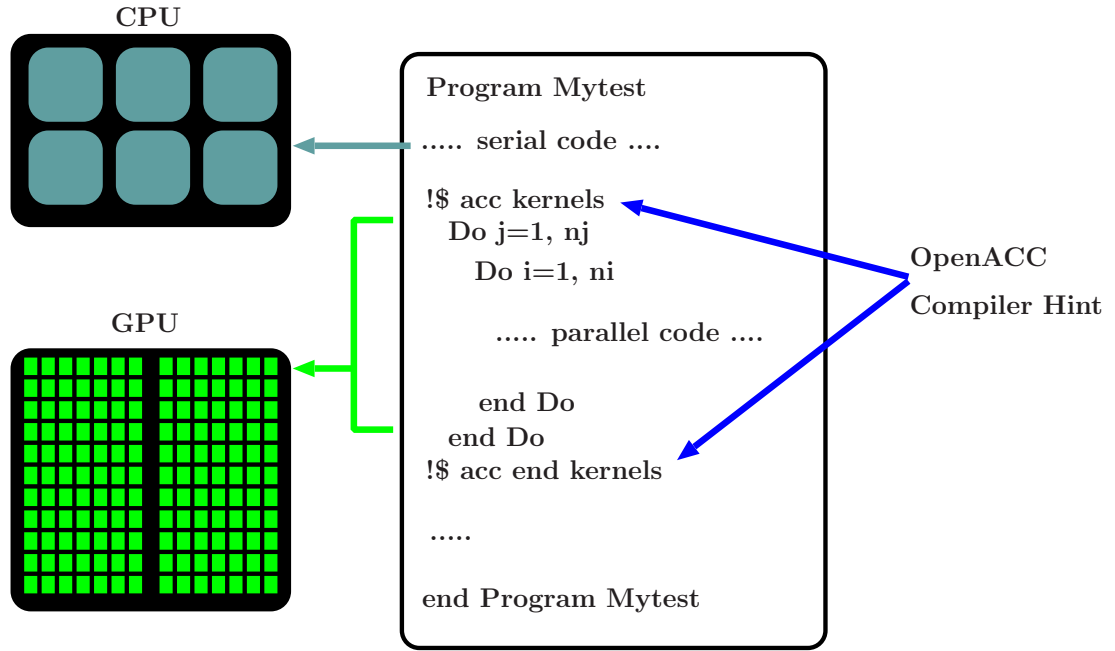 CPU
GPU
Program Mytest
..... serial code ....
!$ acc kernels
Do j=1, nj
Do i=1, ni
..... parallel code ....
end Do
end Do
!$ acc end kernels
.....
end Program Mytest
OpenACC
Compiler Hint